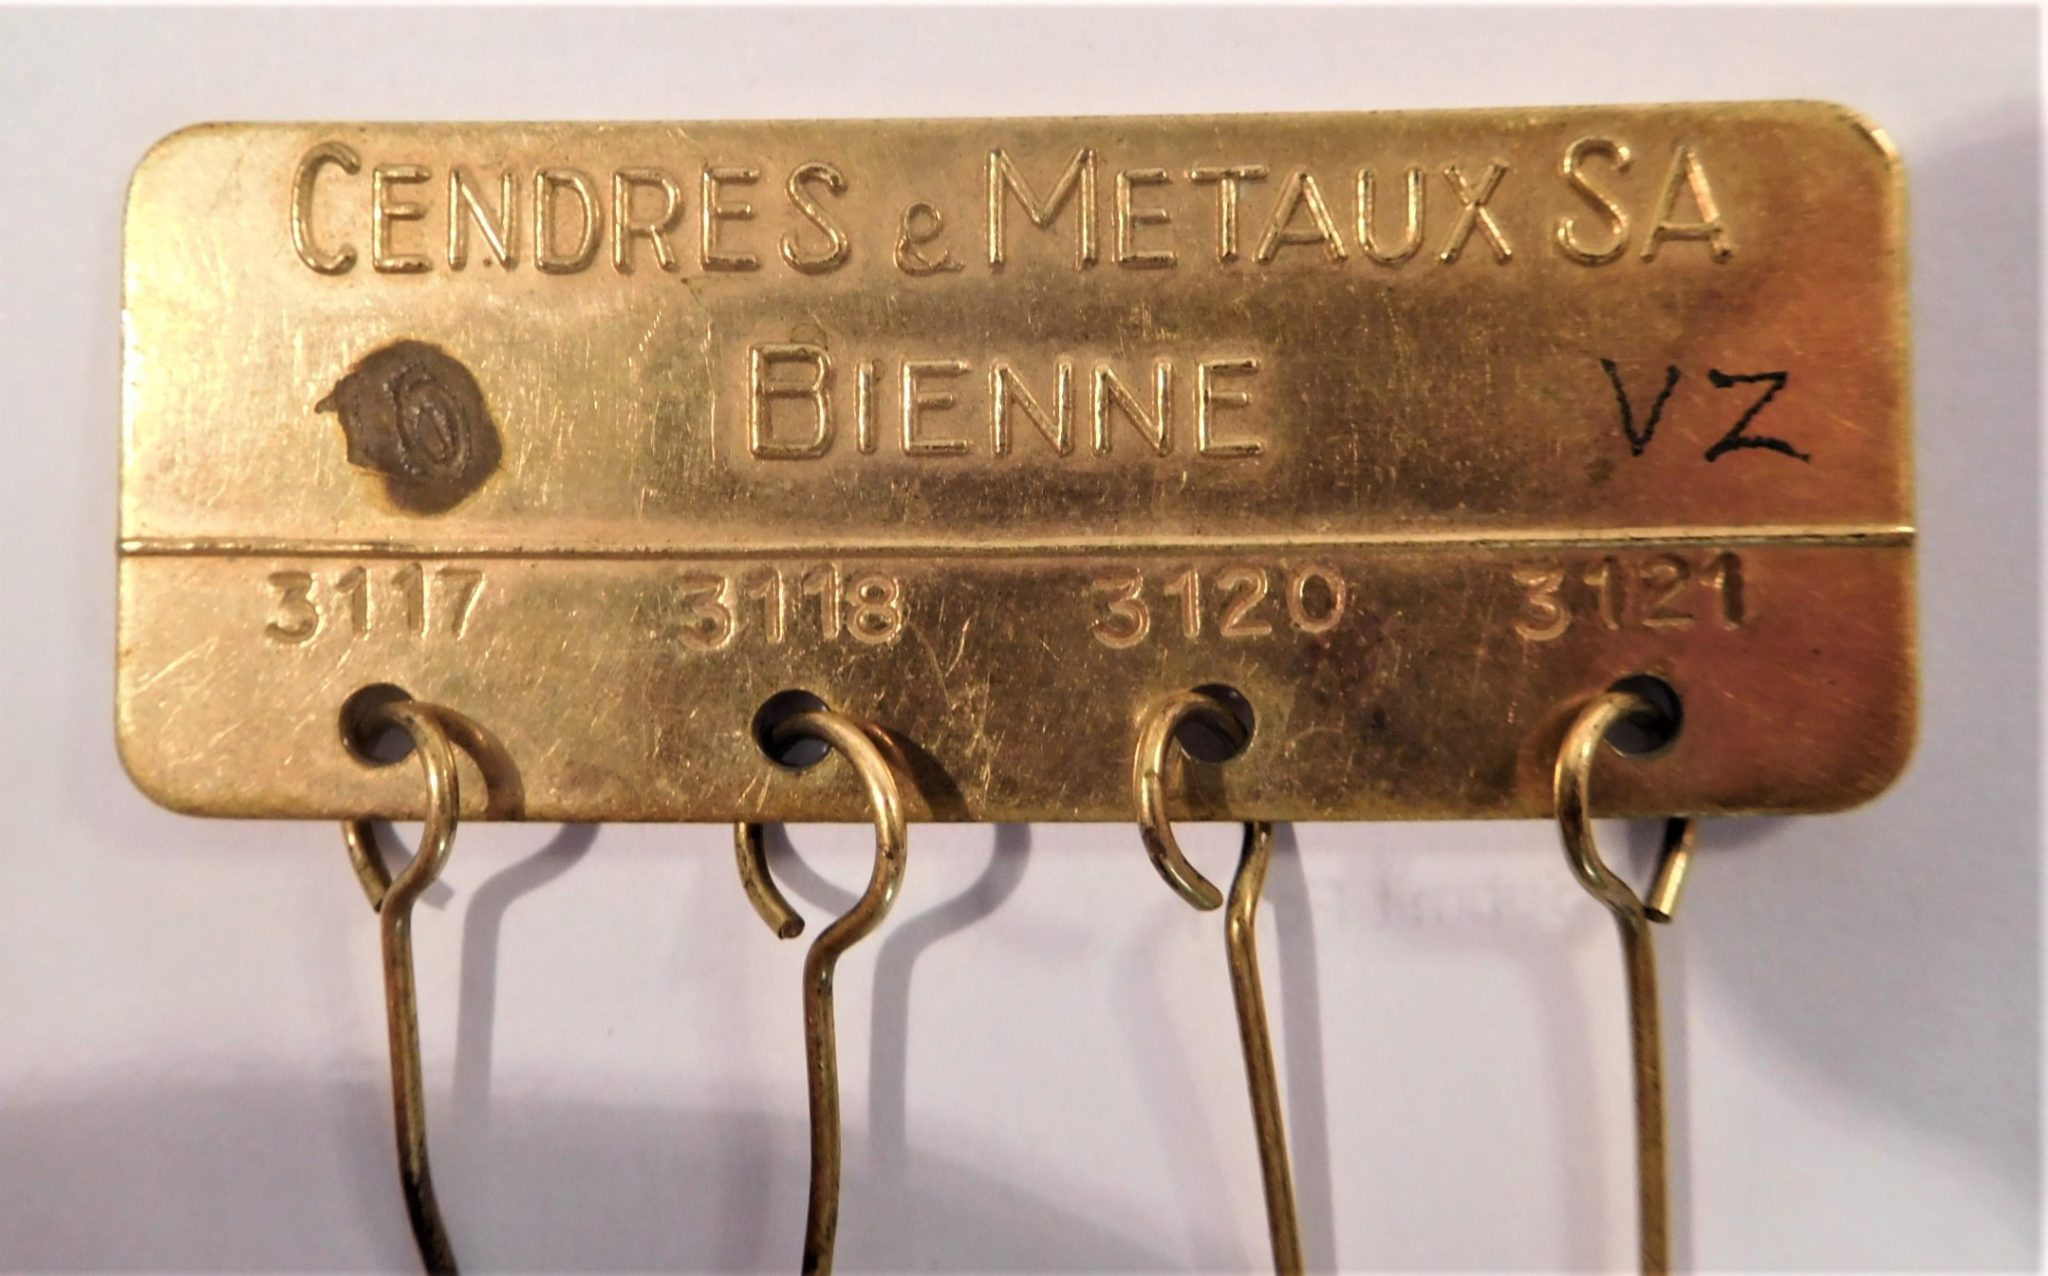 CENDRES & METAUX SA
BIENNE VZ
3117 3118 3120 3121